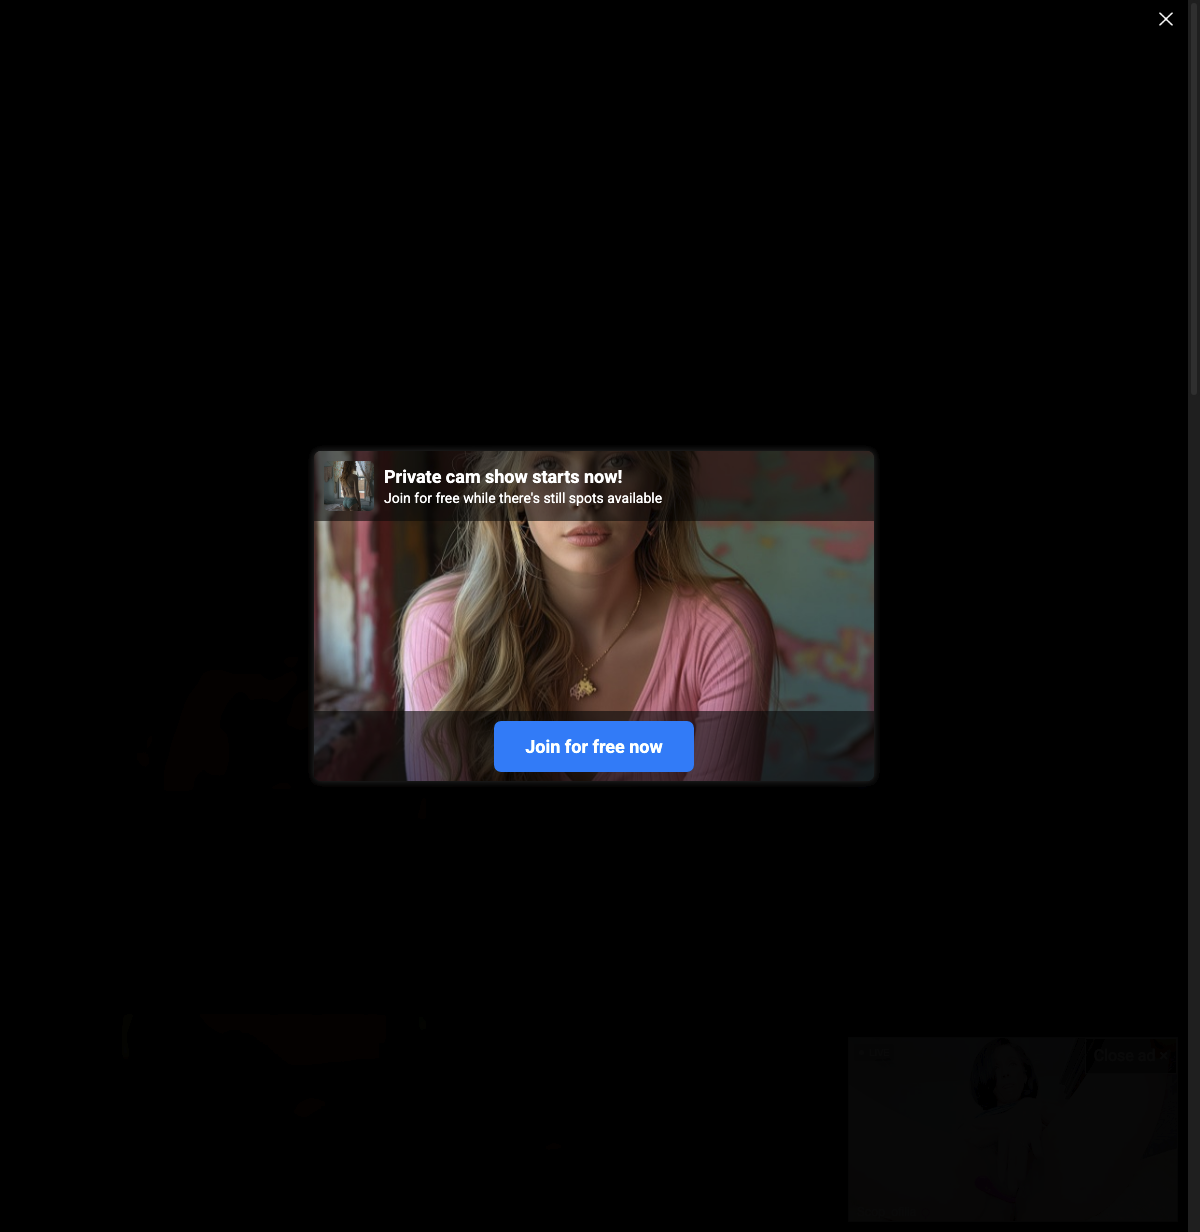 Private cam show starts now!
Join for free while there's still spots available
Join for free now
Close ad ×